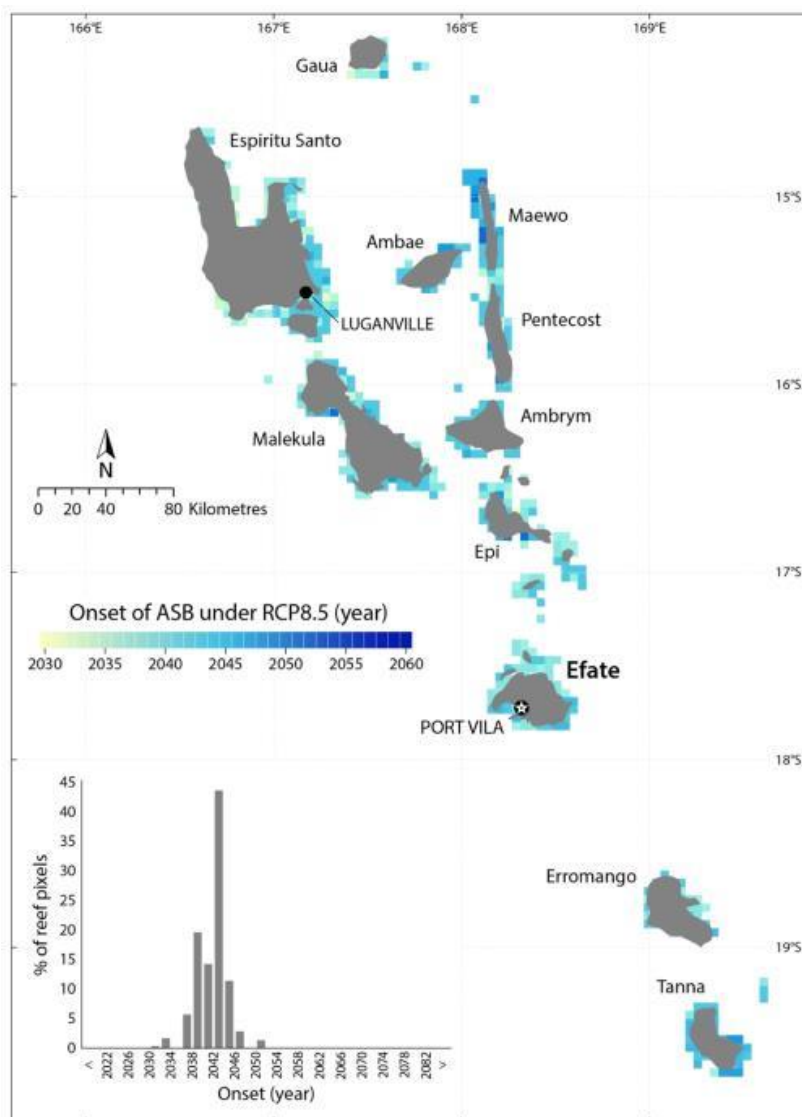 166°E 167°E 168°E 169°E
Gaua
Espiritu Santo
15°S
Maewo
Ambae
LUGANVILLE
Pentecost
16°S
Ambrym
Malekula
N
0 20 40 80 Kilometres
Epi
17°S
Onset of ASB under RCP8.5 (year)
2030 2035 2040 2045 2050 2055 2060
Efate
PORT VILA
18°S
45
40
35
30
25
20
15
10
5
0
% of reef pixels
< 2022 2026 2030 2034 2038 2042 2046 2050 2054 2058 2062 2066 2070 2074 2078 2082 >
Onset (year)
Erromango
19°S
Tanna